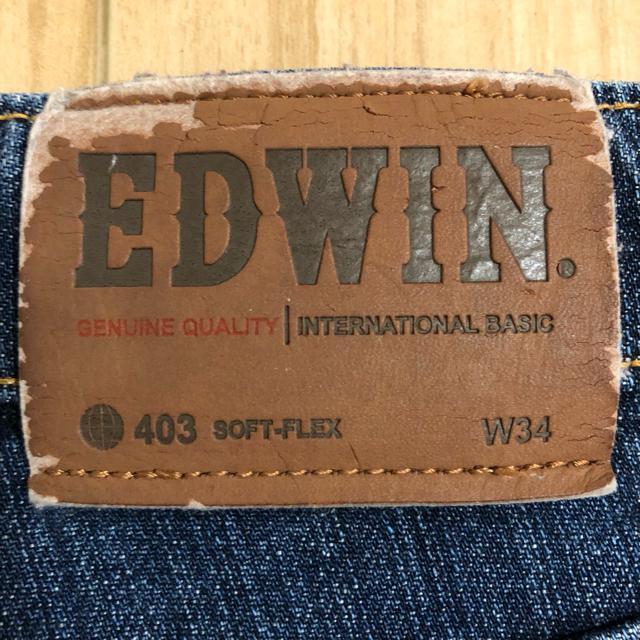 EDWIN.®
GENUINE QUALITY | INTERNATIONAL BASIC
403 SOFT-FLEX W34